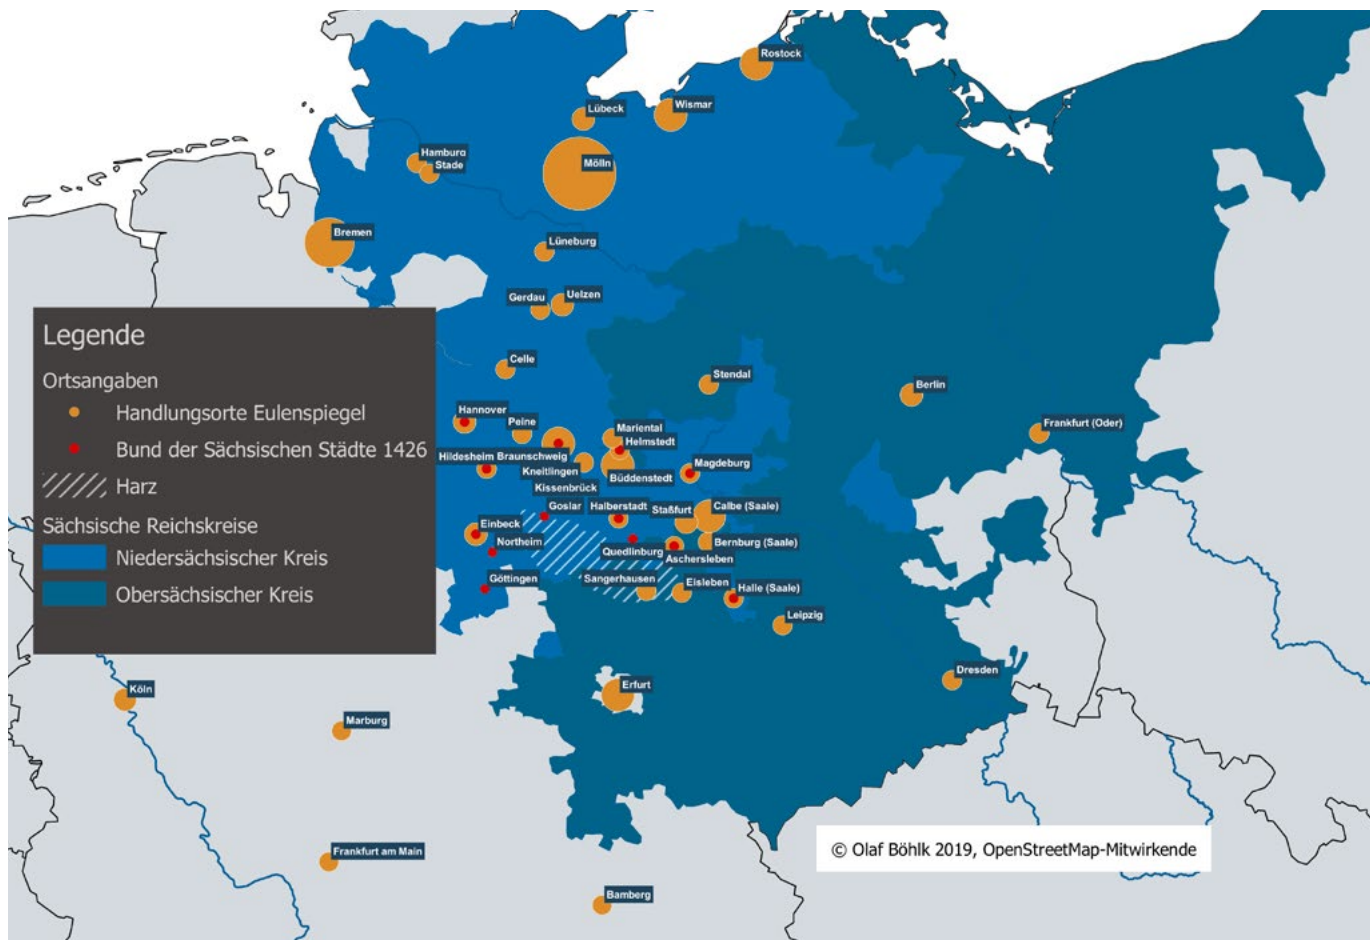 Rostock
Wismar
Lübeck
Hamburg
Stade
Mölln
Bremen
Lüneburg
Gerdau
Uelzen
Celle
Stendal
Berlin
Hannover
Peine
Mariental
Helmstedt
Frankfurt (Oder)
Hildesheim
Braunschweig
Kneitlingen
Büddenstedt
Magdeburg
Kissenbrück
Goslar
Halberstadt
Staßfurt
Calbe (Saale)
Einbeck
Northeim
Quedlinburg
Bernburg (Saale)
Aschersleben
Göttingen
Sangerhausen
Eisleben
Halle (Saale)
Leipzig
Köln
Erfurt
Dresden
Marburg
Frankfurt am Main
Bamberg
Legende
Ortsangaben
Handlungsorte Eulenspiegel
Bund der Sächsischen Städte 1426
Harz
Sächsische Reichskreise
Niedersächsischer Kreis
Obersächsischer Kreis
© Olaf Böhlk 2019, OpenStreetMap-Mitwirkende